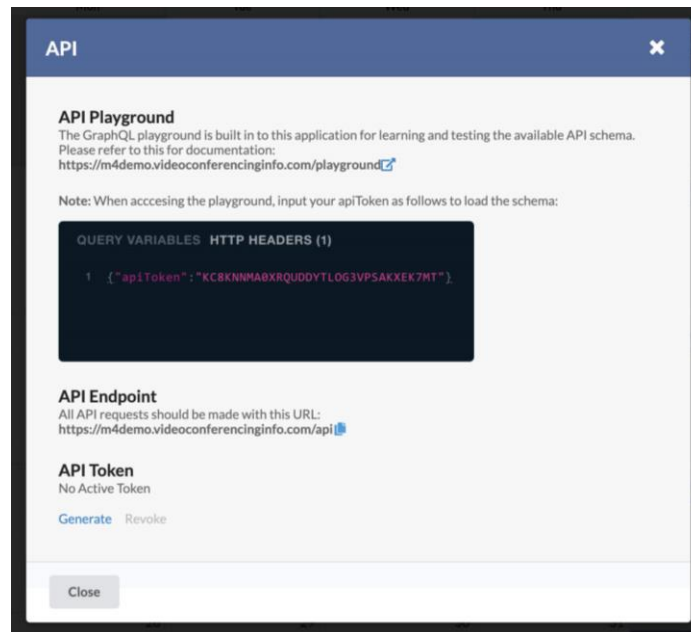 API
API Playground
The GraphQL playground is built in to this application for learning and testing the available API schema.
Please refer to this for documentation:
https://m4demo.videoconferencinginfo.com/playground
Note: When acccesing the playground, input your apiToken as follows to load the schema:
QUERY VARIABLES HTTP HEADERS (1)
1 {"apiToken":"KC8KNNMA0XRQUDDYTLOG3VPSAKXEK7MT"}
API Endpoint
All API requests should be made with this URL:
https://m4demo.videoconferencinginfo.com/api
API Token
No Active Token
Generate Revoke
Close